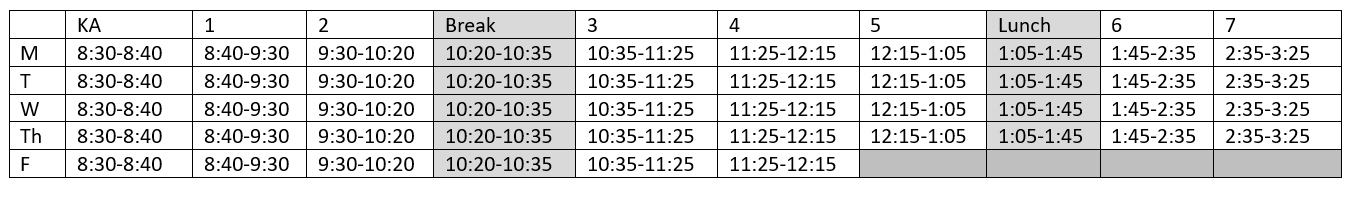 KA 1 2 Break 3 4 5 Lunch 6 7
M 8:30-8:40 8:40-9:30 9:30-10:20 10:20-10:35 10:35-11:25 11:25-12:15 12:15-1:05 1:05-1:45 1:45-2:35 2:35-3:25
T 8:30-8:40 8:40-9:30 9:30-10:20 10:20-10:35 10:35-11:25 11:25-12:15 12:15-1:05 1:05-1:45 1:45-2:35 2:35-3:25
W 8:30-8:40 8:40-9:30 9:30-10:20 10:20-10:35 10:35-11:25 11:25-12:15 12:15-1:05 1:05-1:45 1:45-2:35 2:35-3:25
Th 8:30-8:40 8:40-9:30 9:30-10:20 10:20-10:35 10:35-11:25 11:25-12:15 12:15-1:05 1:05-1:45 1:45-2:35 2:35-3:25
F 8:30-8:40 8:40-9:30 9:30-10:20 10:20-10:35 10:35-11:25 11:25-12:15